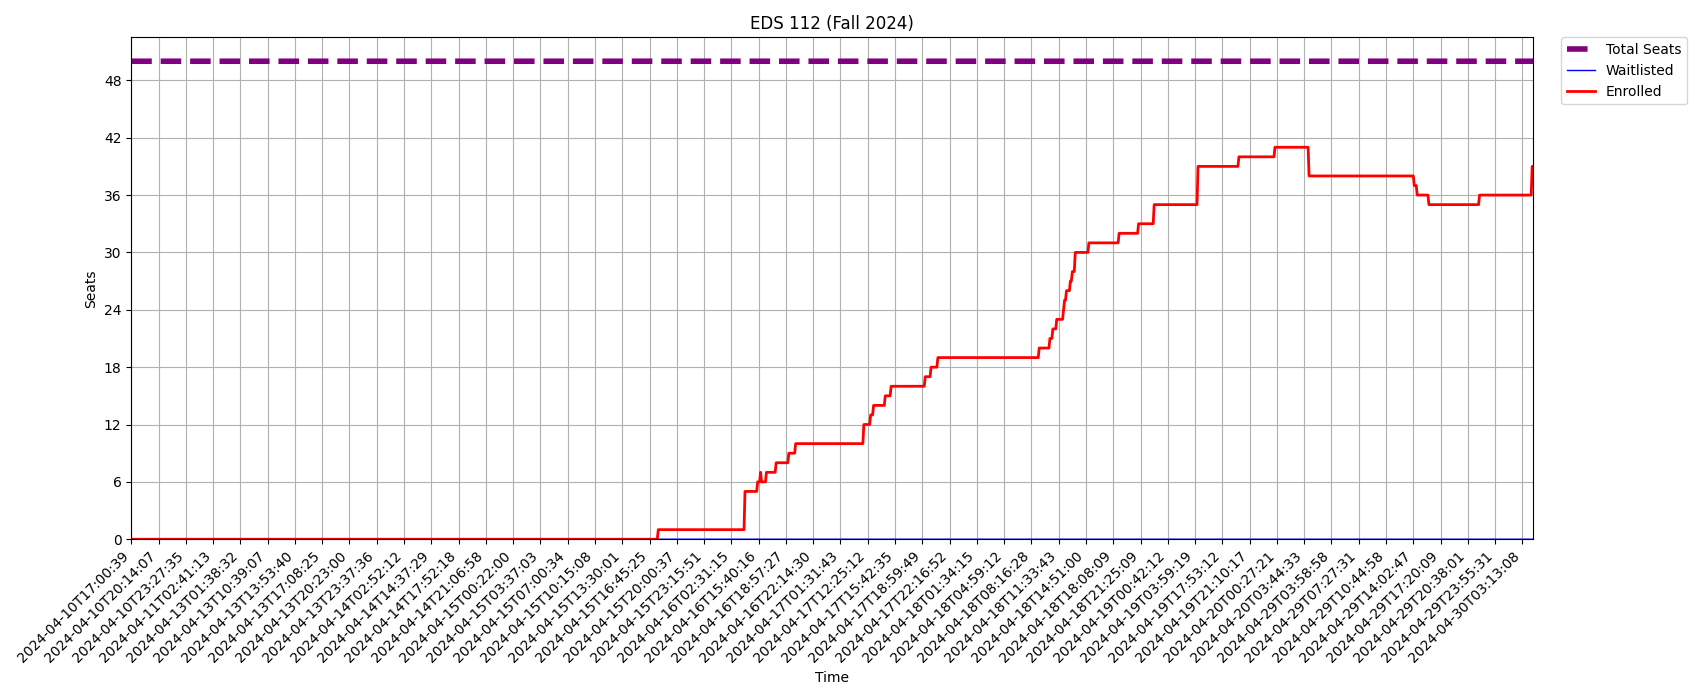 EDS 112 (Fall 2024)
Total Seats
Waitlisted
Enrolled
48
42
36
30
24
18
12
6
0
Seats
2024-04-10T17:00:39
2024-04-10T20:14:07
2024-04-10T23:27:35
2024-04-11T02:41:13
2024-04-13T01:38:32
2024-04-13T10:39:07
2024-04-13T13:53:40
2024-04-13T17:08:25
2024-04-13T20:23:00
2024-04-13T23:37:36
2024-04-14T02:52:12
2024-04-14T14:37:29
2024-04-14T17:52:18
2024-04-14T21:06:58
2024-04-15T00:22:00
2024-04-15T03:37:03
2024-04-15T07:00:34
2024-04-15T10:15:08
2024-04-15T13:30:01
2024-04-15T16:45:25
2024-04-15T20:00:37
2024-04-15T23:15:51
2024-04-16T02:31:15
2024-04-16T15:40:16
2024-04-16T18:57:27
2024-04-16T22:14:30
2024-04-17T01:31:43
2024-04-17T12:25:12
2024-04-17T15:42:35
2024-04-17T18:59:49
2024-04-17T22:16:52
2024-04-18T01:34:15
2024-04-18T04:59:12
2024-04-18T08:16:28
2024-04-18T11:33:43
2024-04-18T14:51:00
2024-04-18T18:08:09
2024-04-18T21:25:09
2024-04-19T00:42:12
2024-04-19T03:59:19
2024-04-19T17:53:12
2024-04-19T21:10:17
2024-04-20T00:27:21
2024-04-20T03:44:33
2024-04-29T03:58:58
2024-04-29T07:27:31
2024-04-29T10:44:58
2024-04-29T14:02:47
2024-04-29T17:20:09
2024-04-29T20:38:01
2024-04-29T23:55:31
2024-04-30T03:13:08
Time